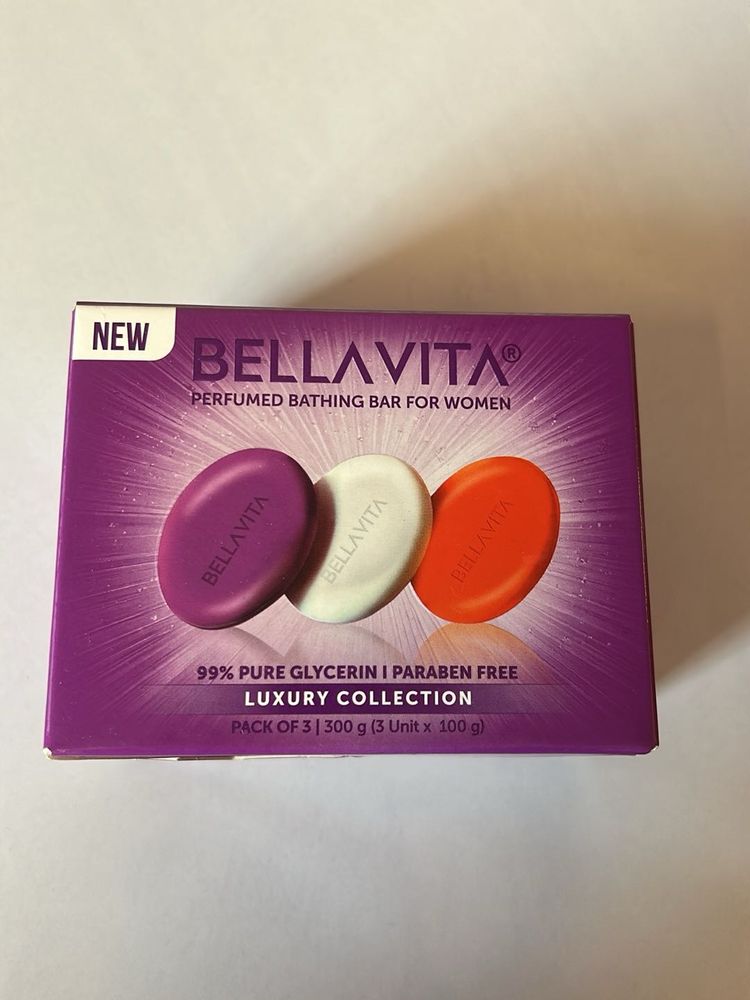 NEW
BELLAVITA®
PERFUMED BATHING BAR FOR WOMEN
BELLAVITA
BELLAVITA
BELLAVITA
99% PURE GLYCERIN I PARABEN FREE
LUXURY COLLECTION
PACK OF 3 | 300 g (3 Unit x 100 g)